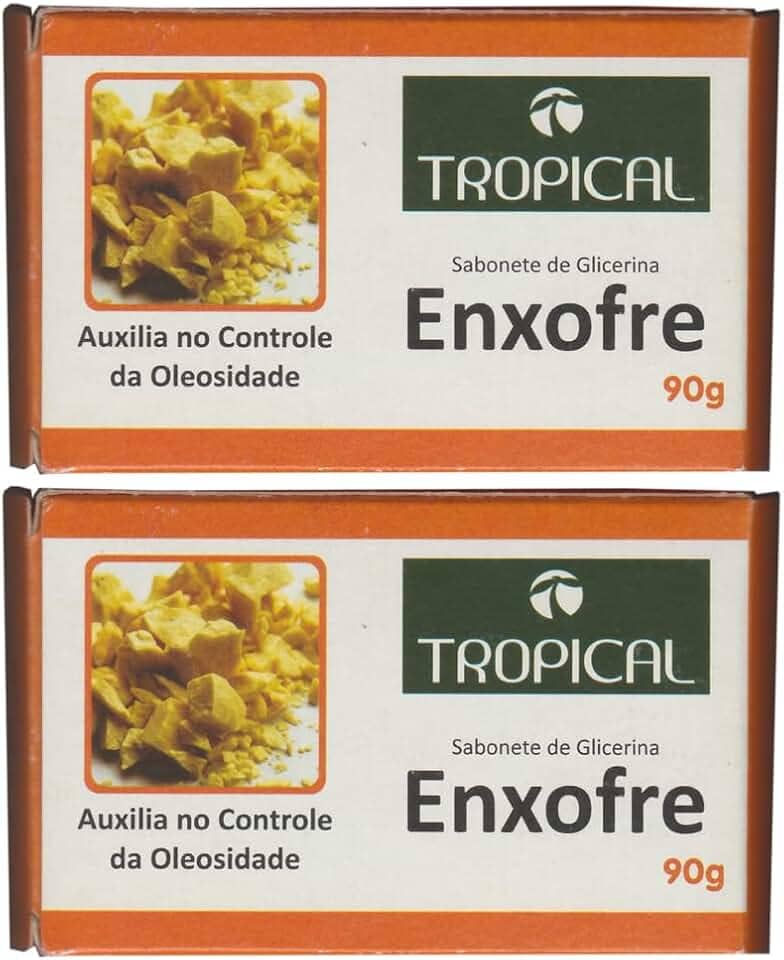 TROPICAL
Sabonete de Glicerina
Enxofre
90g
Auxilia no Controle
da Oleosidade
TROPICAL
Sabonete de Glicerina
Enxofre
90g
Auxilia no Controle
da Oleosidade